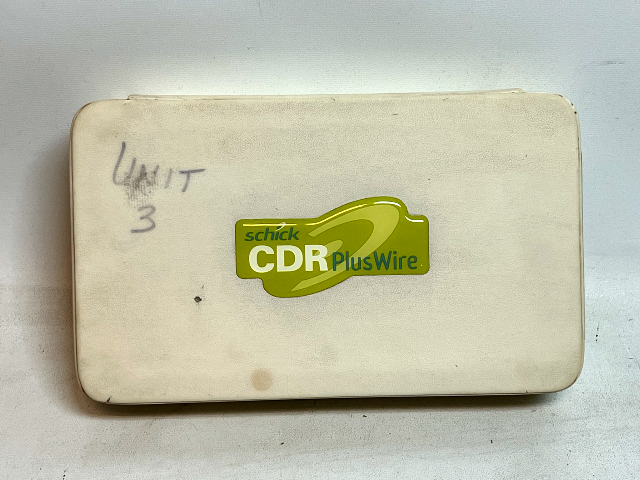 UNIT
3
schick
CDR PlusWire